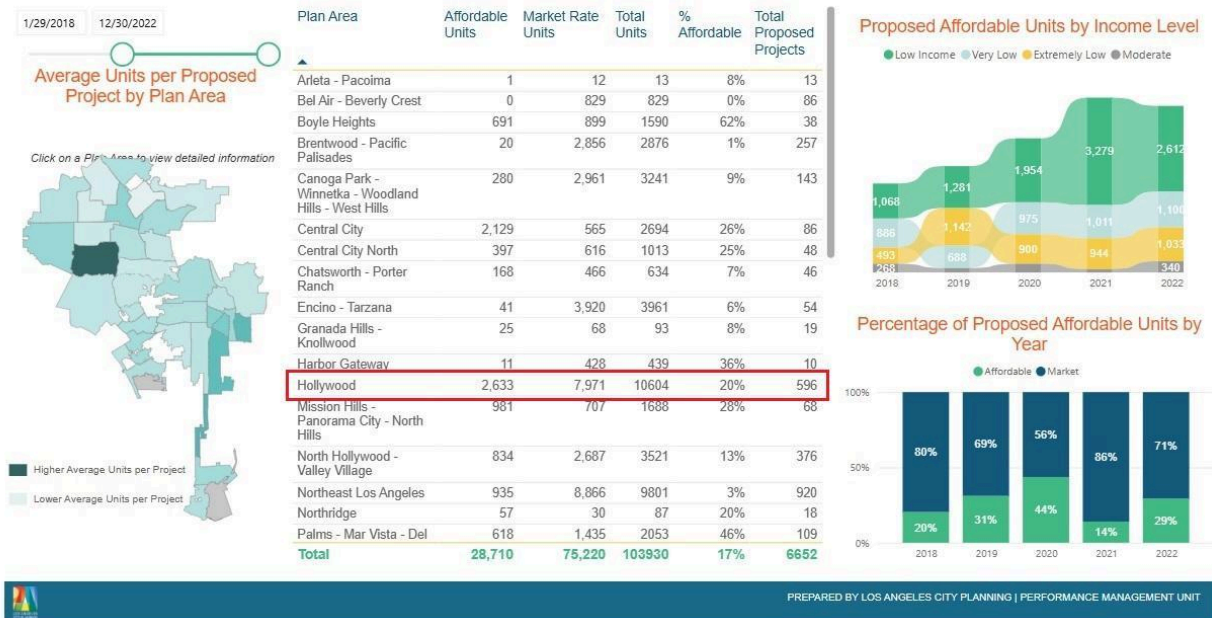 1/29/2018 12/30/2022
Average Units per Proposed
Project by Plan Area
Click on a Plan Area to view detailed information
Higher Average Units per Project
Lower Average Units per Project
Plan Area Affordable Units Market Rate Units Total Units % Affordable Total Proposed Projects
Arleta - Pacoima 1 12 13 8% 13
Bel Air - Beverly Crest 0 829 829 0% 86
Boyle Heights 691 899 1590 62% 38
Brentwood - Pacific 20 2,856 2876 1% 257
Palisades
Canoga Park - 280 2,961 3241 9% 143
Winnetka - Woodland
Hills - West Hills
Central City 2,129 565 2694 26% 86
Central City North 397 616 1013 25% 48
Chatsworth - Porter 168 466 634 7% 46
Ranch
Encino - Tarzana 41 3,920 3961 6% 54
Granada Hills - 25 68 93 8% 19
Knollwood
Harbor Gateway 11 428 439 36% 10
Hollywood 2,633 7,971 10604 20% 596
Mission Hills - 981 707 1688 28% 68
Panorama City - North
Hills
North Hollywood - 834 2,687 3521 13% 376
Valley Village
Northeast Los Angeles 935 8,866 9801 3% 920
Northridge 57 30 87 20% 18
Palms - Mar Vista - Del 618 1,435 2053 46% 109
Total 28,710 75,220 103930 17% 6652
Proposed Affordable Units by Income Level
Low Income Very Low Extremely Low Moderate
1,068 1,281 1,954 3,279 2,612
886 1,142 975 1,011 1,100
493 688 900 944 1,033
268 340
2018 2019 2020 2021 2022
Percentage of Proposed Affordable Units by
Year
Affordable Market
100%
80% 69% 56% 86% 71%
50%
20% 31% 44% 14% 29%
0%
2018 2019 2020 2021 2022
PREPARED BY LOS ANGELES CITY PLANNING | PERFORMANCE MANAGEMENT UNIT